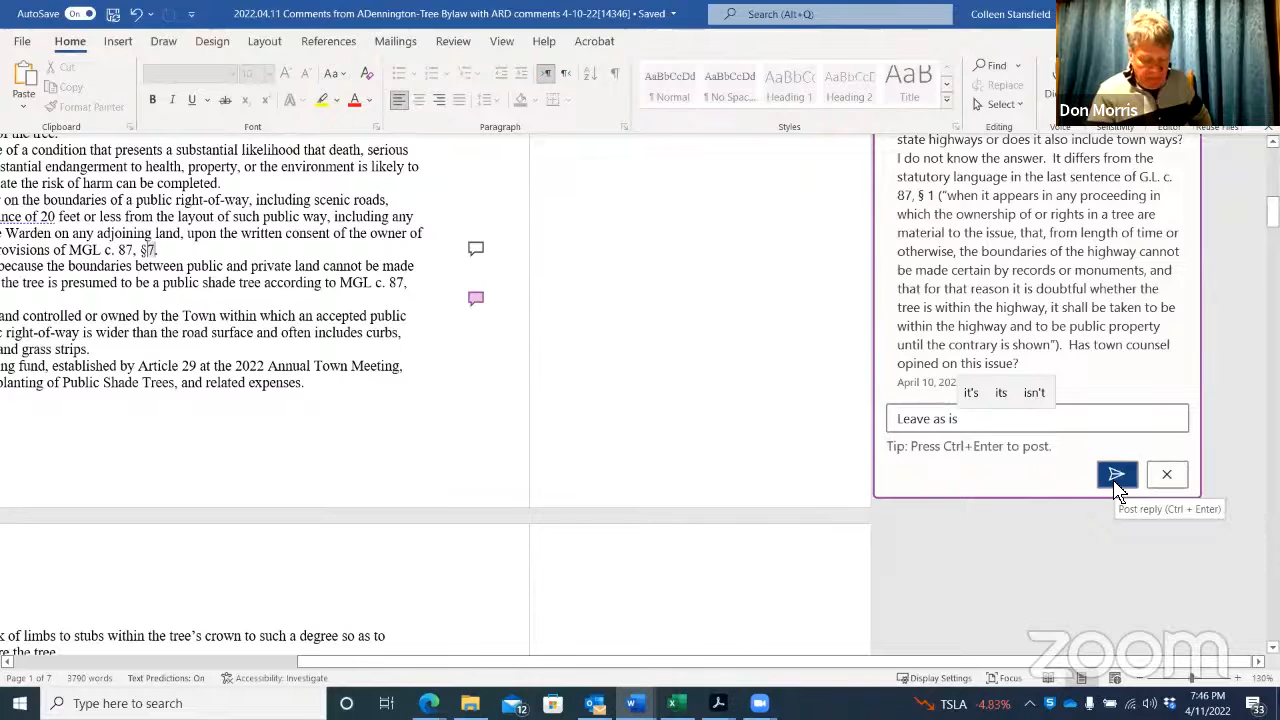 2022.04.11 Comments from ADennington-Tree Bylaw with ARD comments 4-10-22[14346] • Saved
Search (Alt+Q)
Colleen Stansfield
File Home Insert Draw Design Layout References Mailings Review View Help Acrobat
Cut
Copy
Format Painter
Paste
Clipboard
Font
Paragraph
AaBbCcDc
AaBbCcDc
AaBbCc
AaBbCcD
AaB
¶ Normal
¶ No Spac...
Heading 1
Heading 2
Title
Styles
Find
Replace
Select
Editing
Don Morris
of the tree.
e of a condition that presents a substantial likelihood that death, serious
bstantial endangerment to health, property, or the environment is likely to
ate the risk of harm can be completed.
r on the boundaries of a public right-of-way, including scenic roads,
nce of 20 feet or less from the layout of such public way, including any
e Warden on any adjoining land, upon the written consent of the owner of
rovisions of MGL c. 87, §7.
because the boundaries between public and private land cannot be made
the tree is presumed to be a public shade tree according to MGL c. 87,
and controlled or owned by the Town within which an accepted public
c right-of-way is wider than the road surface and often includes curbs,
and grass strips.
ing fund, established by Article 29 at the 2022 Annual Town Meeting,
planting of Public Shade Trees, and related expenses.
k of limbs to stubs within the tree's crown to such a degree so as to
re the tree.
state highways or does it also include town ways?
I do not know the answer. It differs from the
statutory language in the last sentence of G.L. c.
87, § 1 ("when it appears in any proceeding in
which the ownership of or rights in a tree are
material to the issue, that, from length of time or
otherwise, the boundaries of the highway cannot
be made certain by records or monuments, and
that for that reason it is doubtful whether the
tree is within the highway, it shall be taken to be
within the highway and to be public property
until the contrary is shown"). Has town counsel
opined on this issue?
April 10, 202
it's its isn't
Leave as is
Tip: Press Ctrl+Enter to post.
Post reply (Ctrl + Enter)
zoom
Page 1 of 7 3790 words Text Predictions: On Accessibility: Investigate
Display Settings Focus 130%
Type here to search
TSLA -4.83%
7:46 PM
4/11/2022
33
12